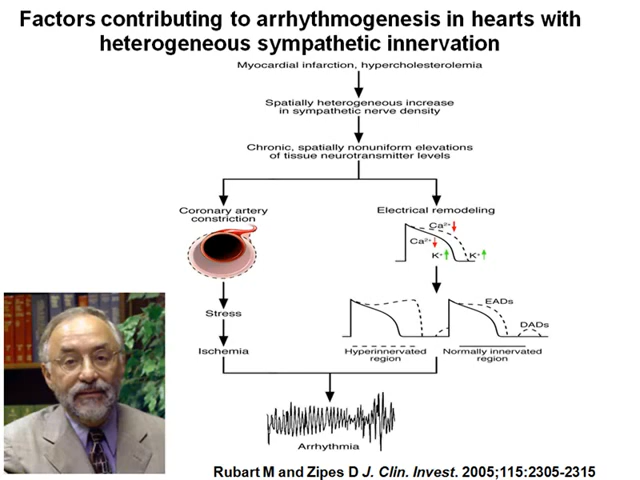 Factors contributing to arrhythmogenesis in hearts with
heterogeneous sympathetic innervation
Myocardial infarction, hypercholesterolemia
Spatially heterogeneous increase
in sympathetic nerve density
Chronic, spatially nonuniform elevations
of tissue neurotransmitter levels
Coronary artery
constriction
Electrical remodeling
Ca²⁺
Ca²⁺
K⁺
K⁺
Stress
EADs
DADs
Ischemia
Hyperinnervated
region
Normally innervated
region
Arrhythmia
Rubart M and Zipes D J. Clin. Invest. 2005;115:2305-2315